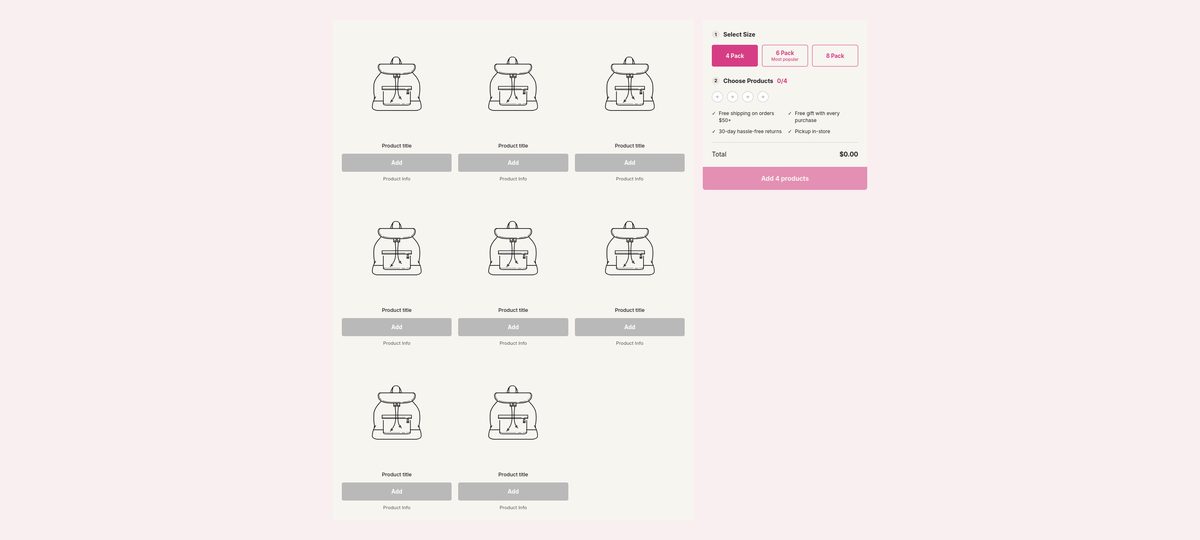 Product title
Add
Product Info
Product title
Add
Product Info
Product title
Add
Product Info
Product title
Add
Product Info
Product title
Add
Product Info
Product title
Add
Product Info
Product title
Add
Product Info
Product title
Add
Product Info
1 Select Size
4 Pack
6 Pack
Most popular
8 Pack
2 Choose Products 0/4
+ + + +
✓ Free shipping on orders
$50+
✓ Free gift with every
purchase
✓ 30-day hassle-free returns
✓ Pickup in-store
Total $0.00
Add 4 products